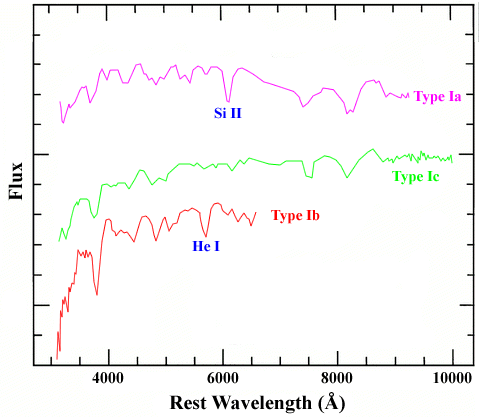 Type Ia
Si II
Type Ic
Type Ib
He I
Flux
4000 6000 8000 10000
Rest Wavelength (Å)